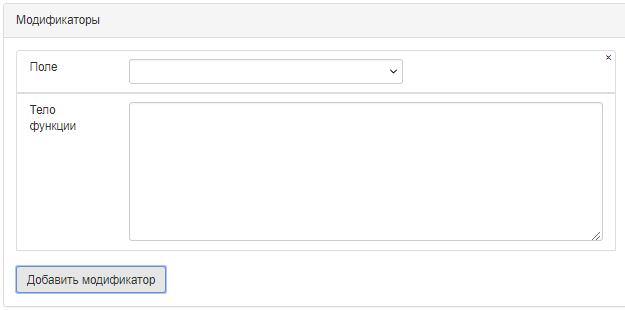 Модификаторы
Поле
Тело
функции
Добавить модификатор